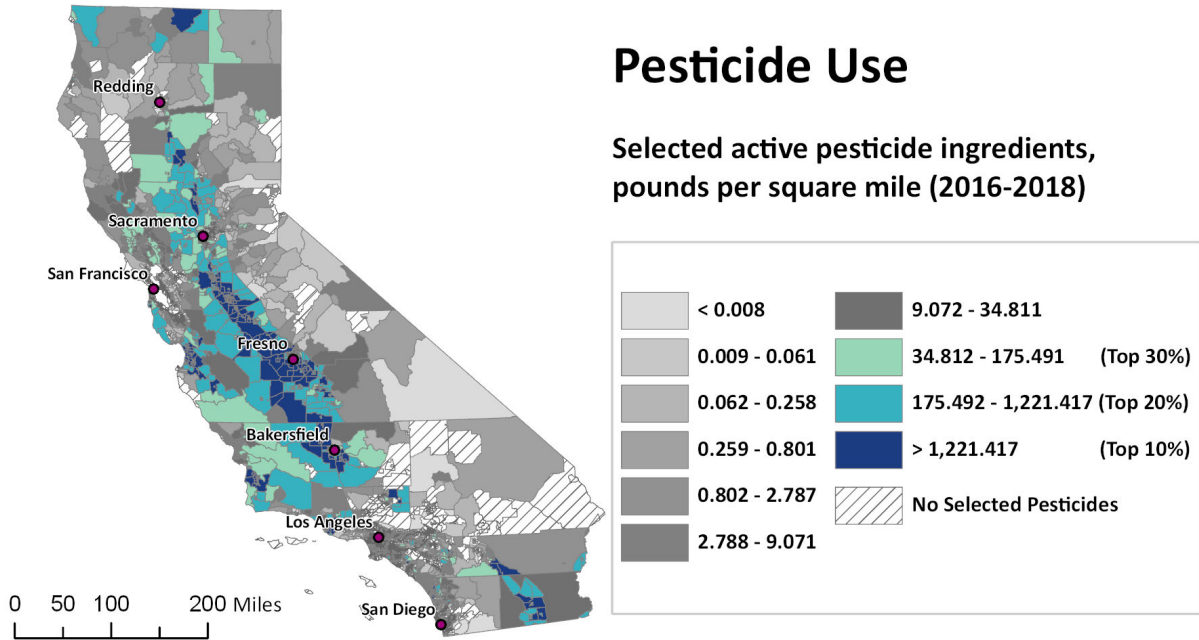 Pesticide Use
Selected active pesticide ingredients,
pounds per square mile (2016-2018)
< 0.008
0.009 - 0.061
0.062 - 0.258
0.259 - 0.801
0.802 - 2.787
2.788 - 9.071
9.072 - 34.811
34.812 - 175.491 (Top 30%)
175.492 - 1,221.417 (Top 20%)
> 1,221.417 (Top 10%)
No Selected Pesticides
Redding
Sacramento
San Francisco
Fresno
Bakersfield
Los Angeles
San Diego
0 50 100 200 Miles